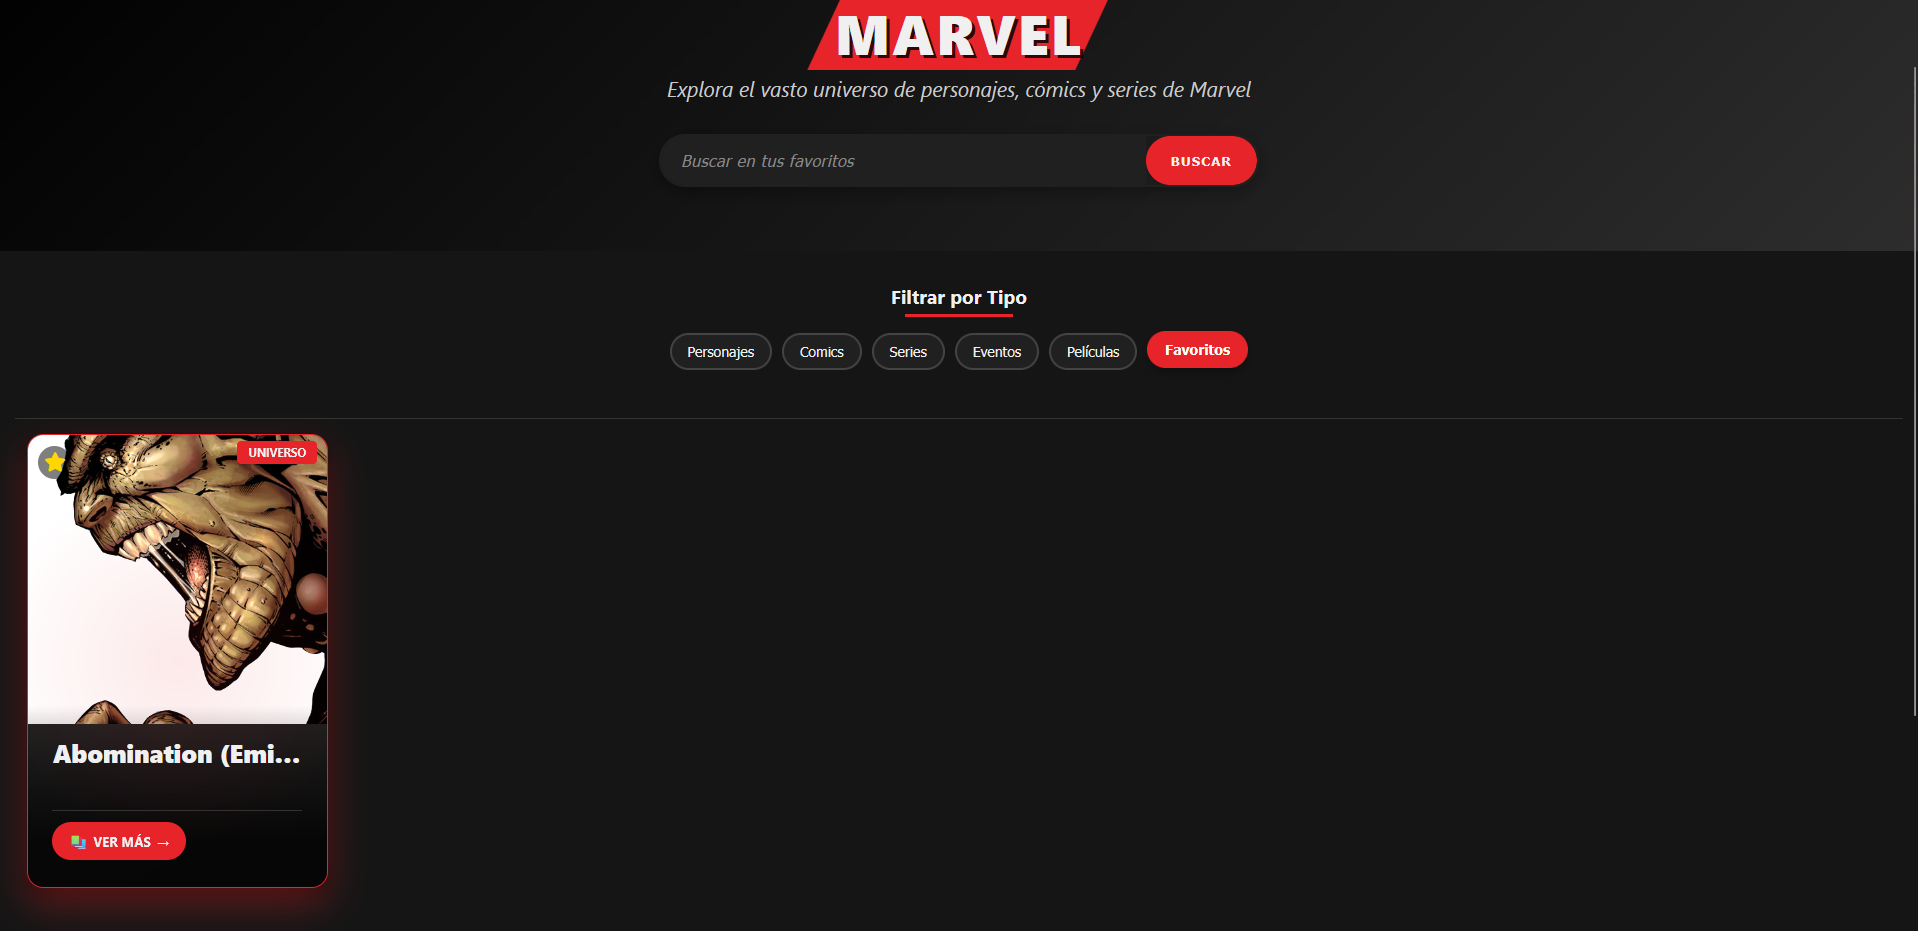 MARVEL
Explora el vasto universo de personajes, cómics y series de Marvel
Buscar en tus favoritos
BUSCAR
Filtrar por Tipo
Personajes
Comics
Series
Eventos
Películas
Favoritos
UNIVERSO
Abomination (Emi...
VER MÁS →